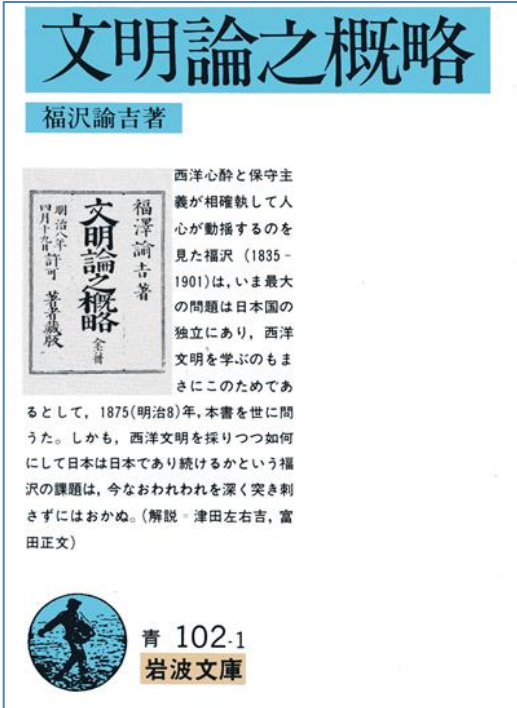 文明論之概略
福沢諭吉著
福澤諭吉著
文明論之概略 全六冊
明治八年
四月十九日許可 著者蔵版
西洋心酔と保守主
義が相確執して人
心が動揺するのを
見た福沢 (1835-
1901)は,いま最大
の問題は日本国の
独立にあり,西洋
文明を学ぶのもま
さにこのためであ
るとして,1875(明治8)年,本書を世に問
うた。しかも,西洋文明を採りつつ如何
にして日本は日本であり続けるかという福
沢の課題は,今なおわれわれを深く突き刺
さずにはおかぬ。(解説=津田左右吉,富
田正文)
青 102-1
岩波文庫